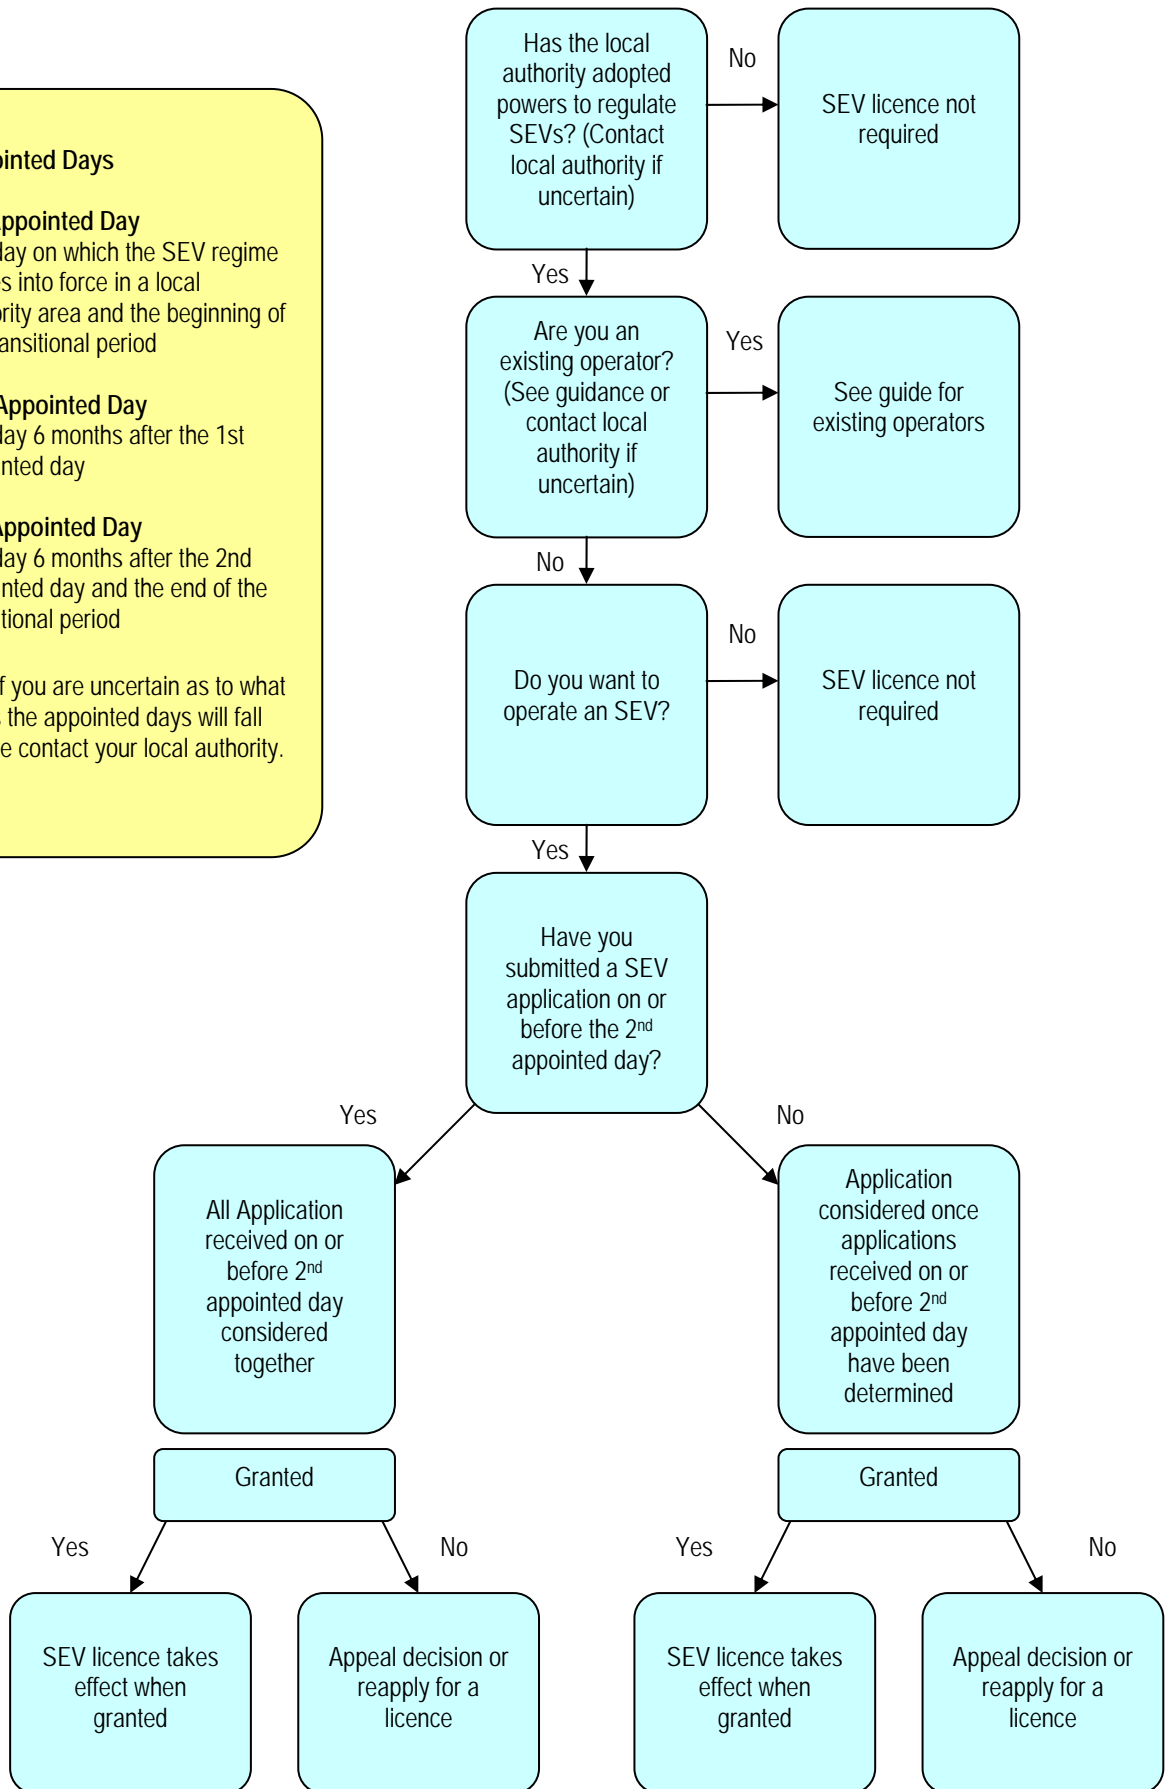 ointed Days
Appointed Day
day on which the SEV regime
es into force in a local
ority area and the beginning of
ansitional period
Appointed Day
day 6 months after the 1st
inted day
Appointed Day
day 6 months after the 2nd
inted day and the end of the
tional period
f you are uncertain as to what
s the appointed days will fall
e contact your local authority.
Has the local
authority adopted
powers to regulate
SEVs? (Contact
local authority if
uncertain)
No
SEV licence not
required
Yes
Are you an
existing operator?
(See guidance or
contact local
authority if
uncertain)
Yes
See guide for
existing operators
No
Do you want to
operate an SEV?
No
SEV licence not
required
Yes
Have you
submitted a SEV
application on or
before the 2nd
appointed day?
Yes
No
All Application
received on or
before 2nd
appointed day
considered
together
Application
considered once
applications
received on or
before 2nd
appointed day
have been
determined
Granted
Granted
Yes
No
Yes
No
SEV licence takes
effect when
granted
Appeal decision or
reapply for a
licence
SEV licence takes
effect when
granted
Appeal decision or
reapply for a
licence